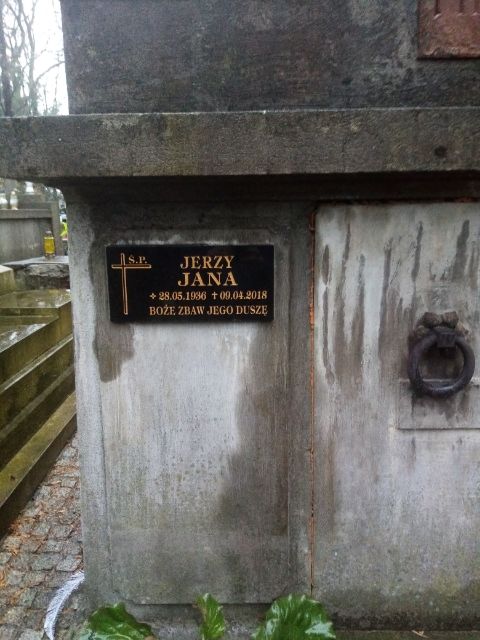 Ś.P.
JERZY
JANA
✢ 28.05.1936 ✝ 09.04.2018
BOŻE ZBAW JEGO DUSZĘ